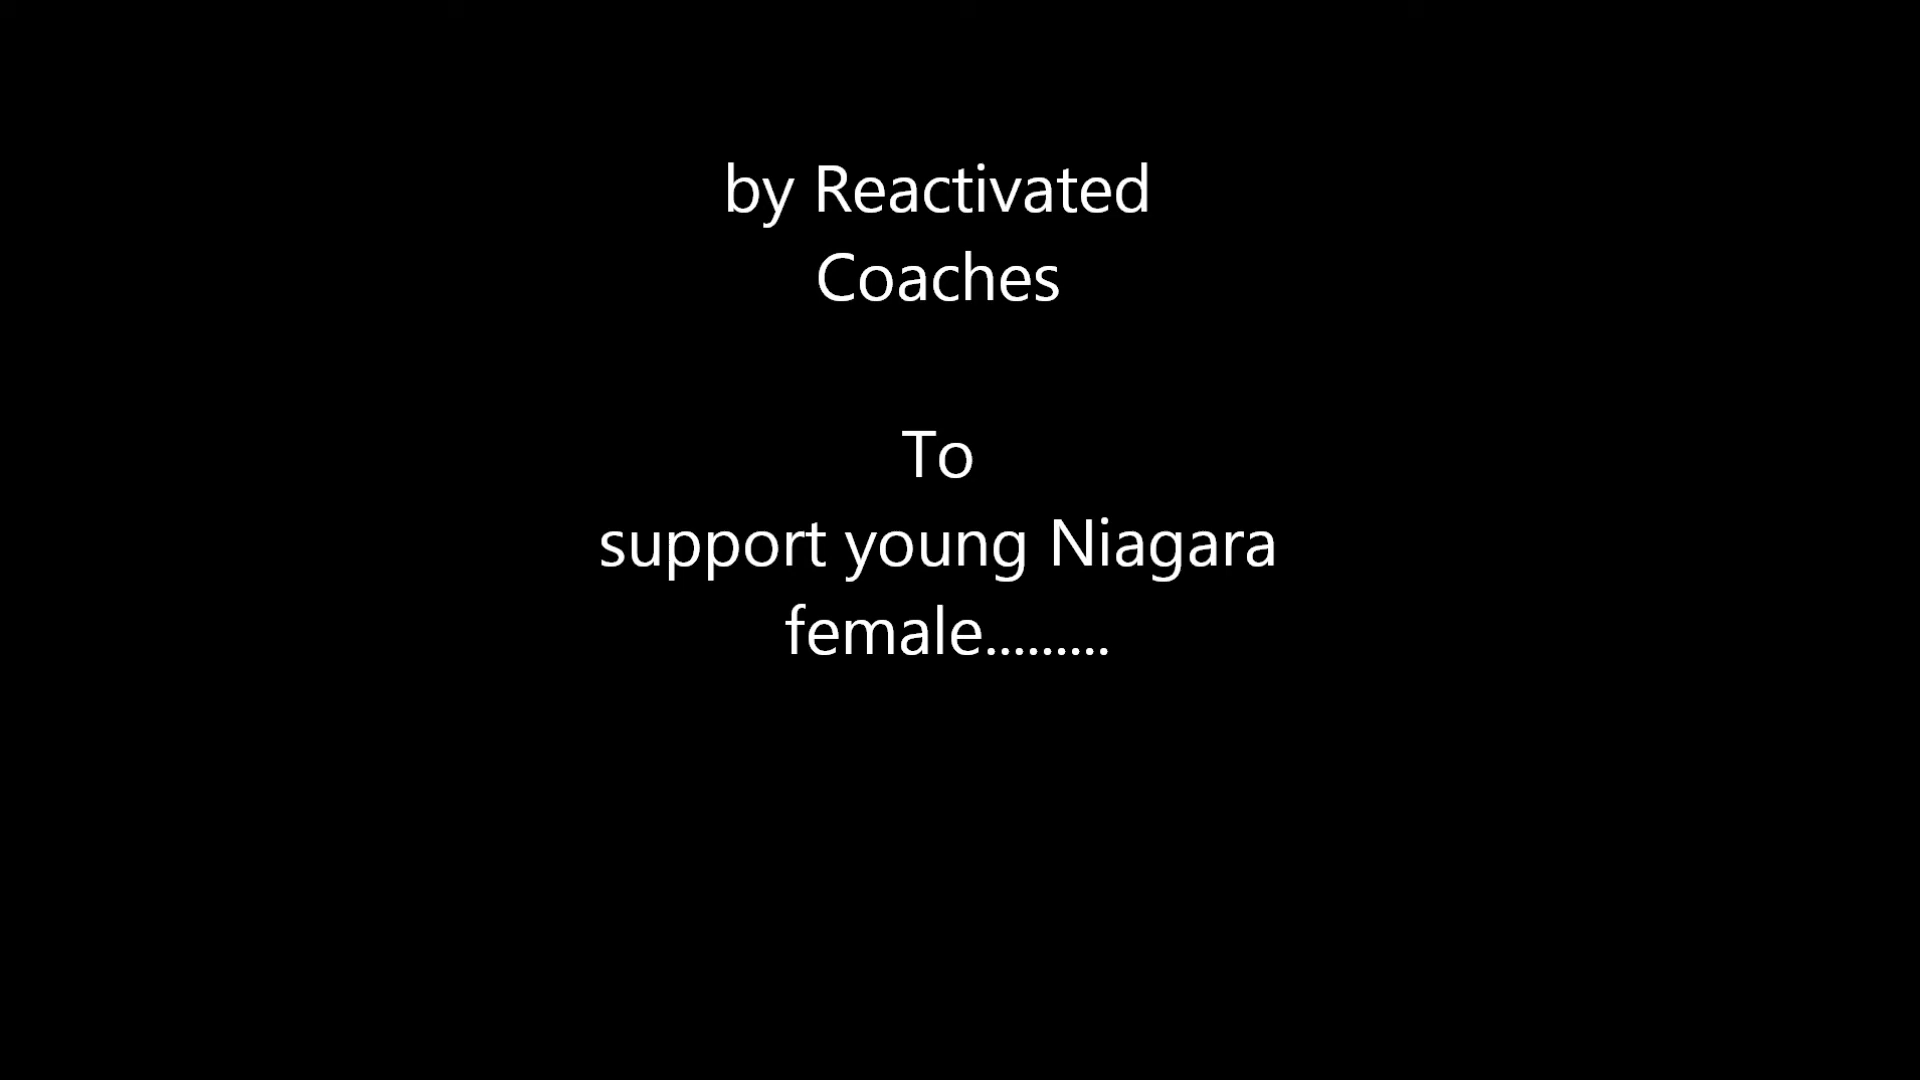 by Reactivated
Coaches
To
support young Niagara
female.........